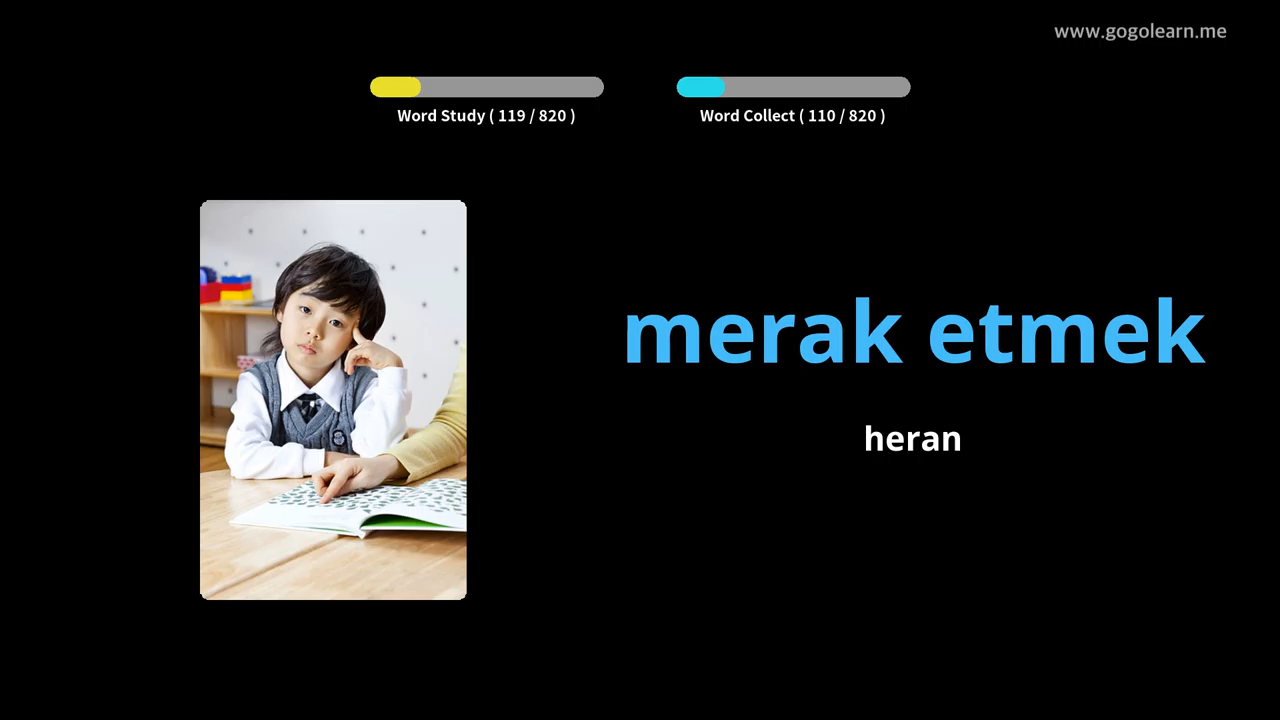 www.gogolearn.me
Word Study ( 119 / 820 )
Word Collect ( 110 / 820 )
merak etmek
heran